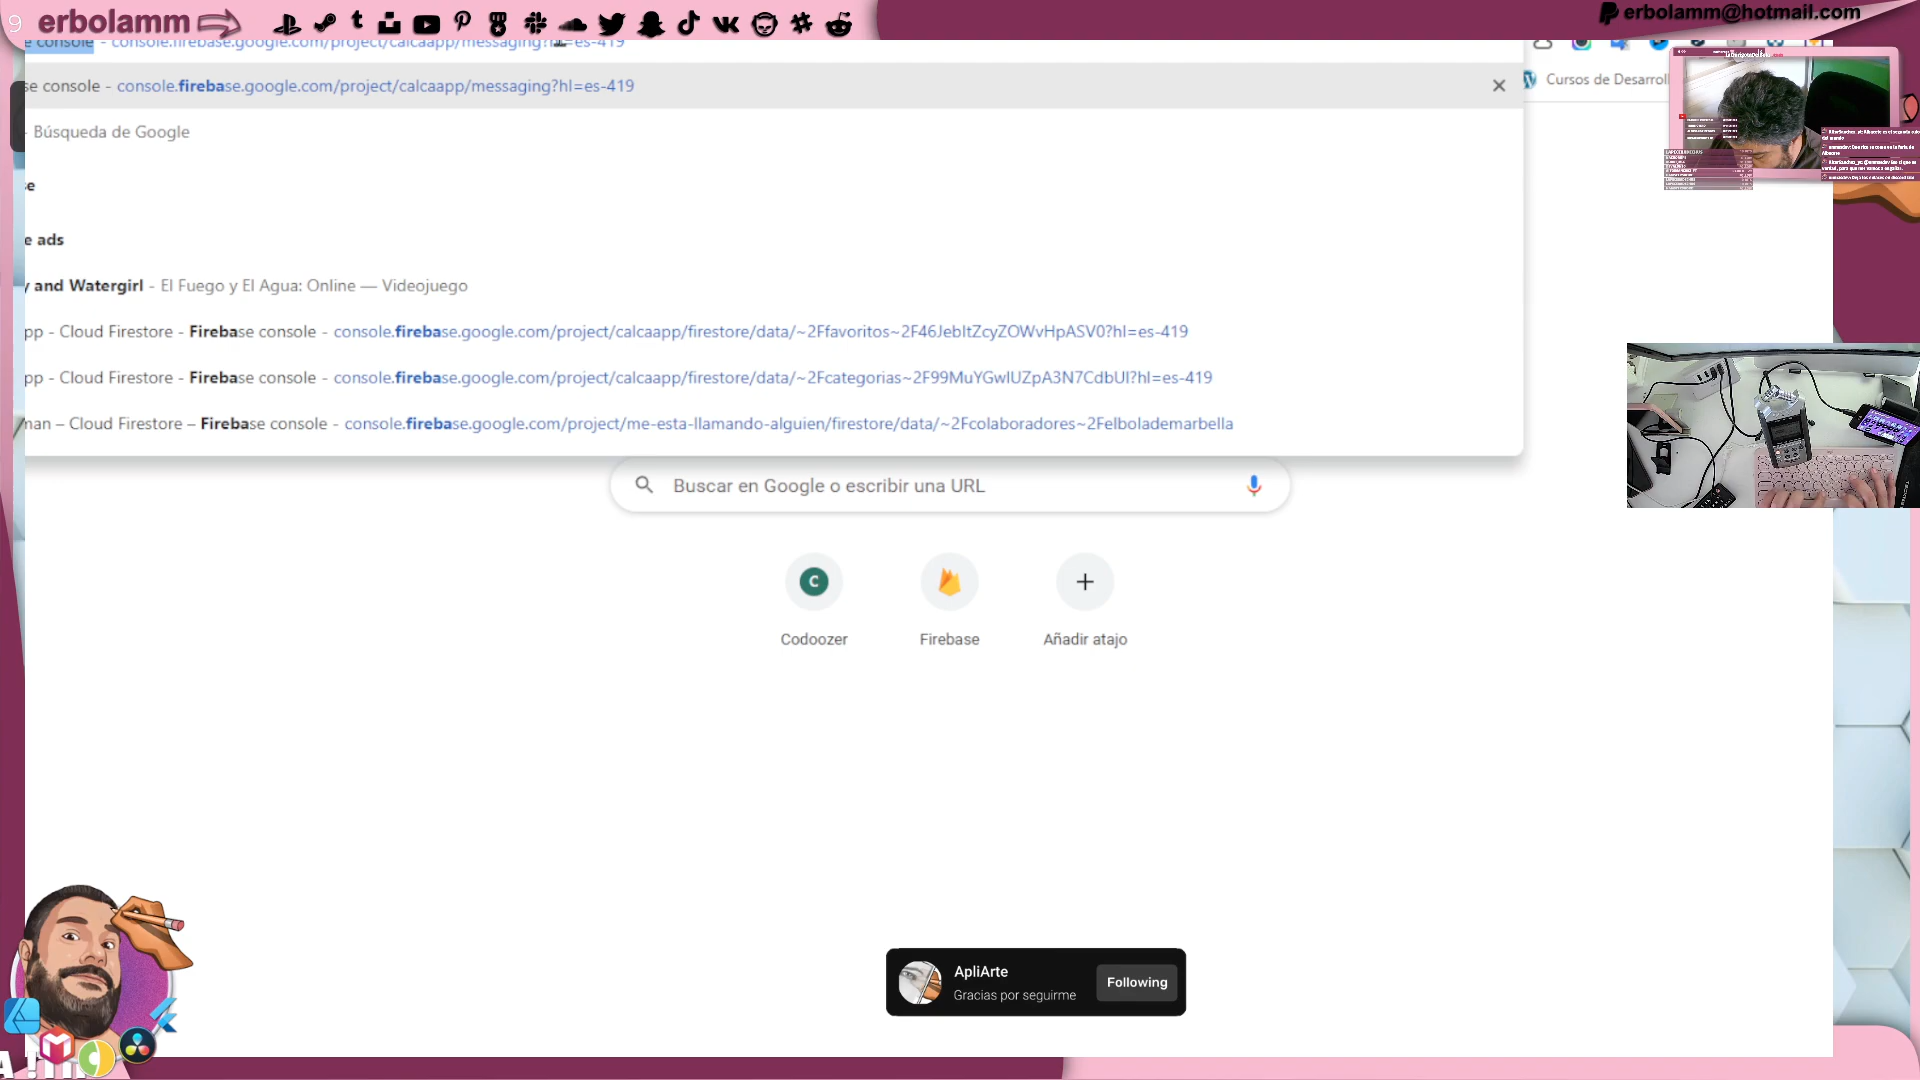 9 erbolamm
erbolamm@hotmail.com
e console - console.firebase.google.com/project/calcaapp/messaging?hl=es-419
se console - console.firebase.google.com/project/calcaapp/messaging?hl=es-419
- Búsqueda de Google
se
e ads
y and Watergirl - El Fuego y El Agua: Online — Videojuego
pp - Cloud Firestore - Firebase console - console.firebase.google.com/project/calcaapp/firestore/data/~2Ffavoritos~2F46JebItZcyZOWvHpASV0?hl=es-419
pp - Cloud Firestore - Firebase console - console.firebase.google.com/project/calcaapp/firestore/data/~2Fcategorias~2F99MuYGwIUZpA3N7CdbUl?hl=es-419
nan – Cloud Firestore – Firebase console - console.firebase.google.com/project/me-esta-llamando-alguien/firestore/data/~2Fcolaboradores~2Felbolademarbella
Cursos de Desarroll
Buscar en Google o escribir una URL
C
Codoozer
Firebase
Añadir atajo
ApliArte
Gracias por seguirme
Following